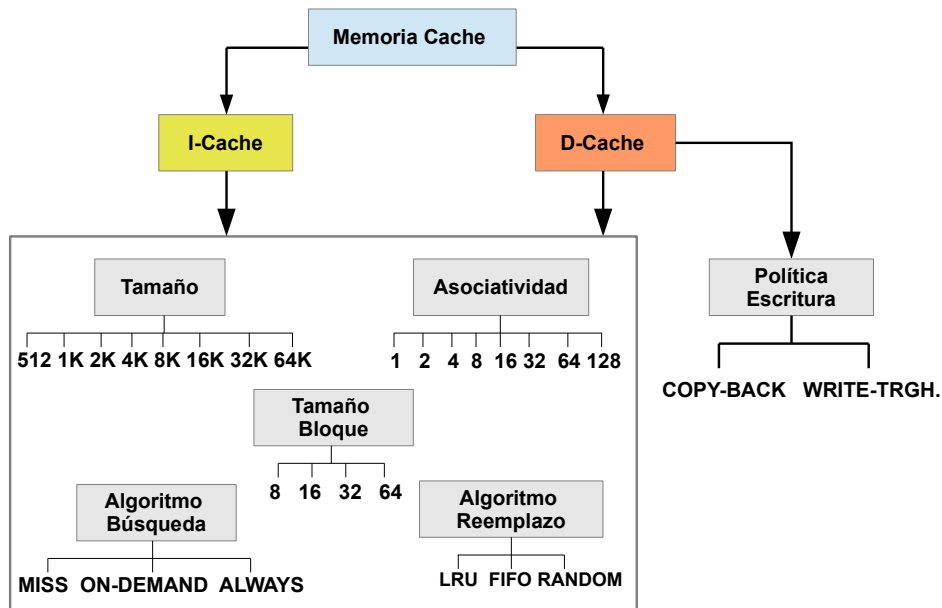 Memoria Cache
I-Cache
D-Cache
Tamaño
512 1K 2K 4K 8K 16K 32K 64K
Asociatividad
1 2 4 8 16 32 64 128
Tamaño
Bloque
8 16 32 64
Algoritmo
Búsqueda
MISS ON-DEMAND ALWAYS
Algoritmo
Reemplazo
LRU FIFO RANDOM
Política
Escritura
COPY-BACK WRITE-TRGH.